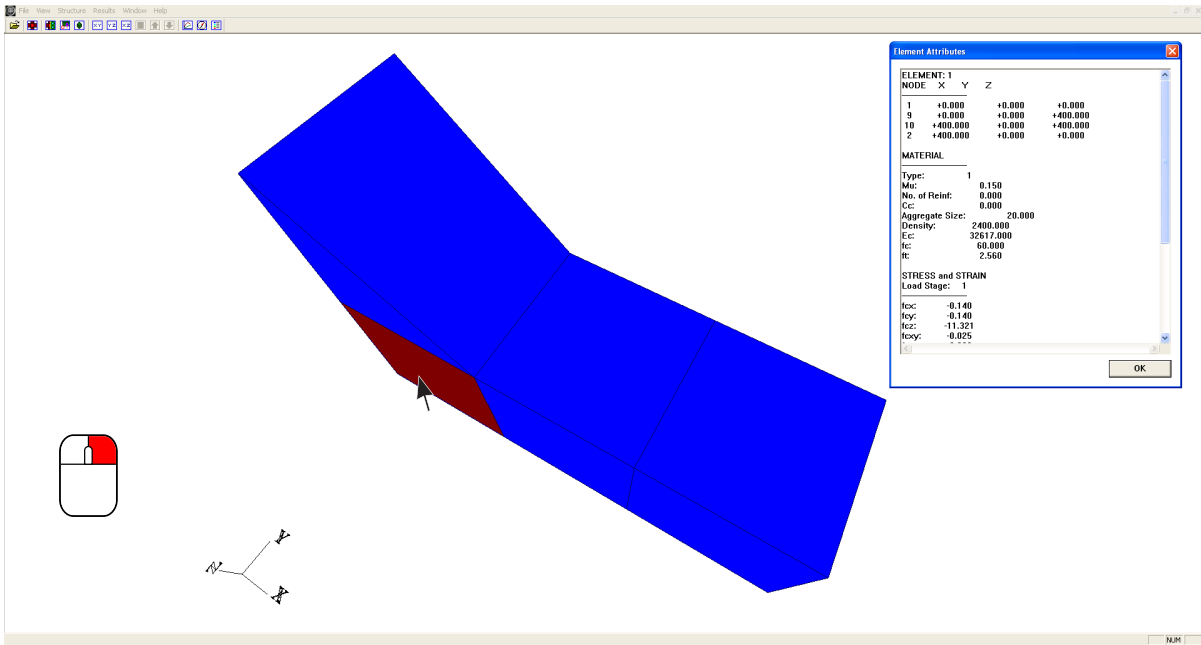 File View Structure Results Window Help
XY YZ XZ
Element Attributes
ELEMENT: 1
NODE X Y Z
1 +0.000 +0.000 +0.000
9 +0.000 +0.000 +400.000
10 +400.000 +0.000 +400.000
2 +400.000 +0.000 +0.000
MATERIAL
Type: 1
Mu: 0.150
No. of Reinf: 0.000
Cc: 0.000
Aggregate Size: 20.000
Density: 2400.000
Ec: 32617.000
fc: 60.000
ft: 2.560
STRESS and STRAIN
Load Stage: 1
fcx: -0.140
fcy: -0.140
fcz: -11.321
fcxy: -0.025
OK
Y
Z
X
NUM